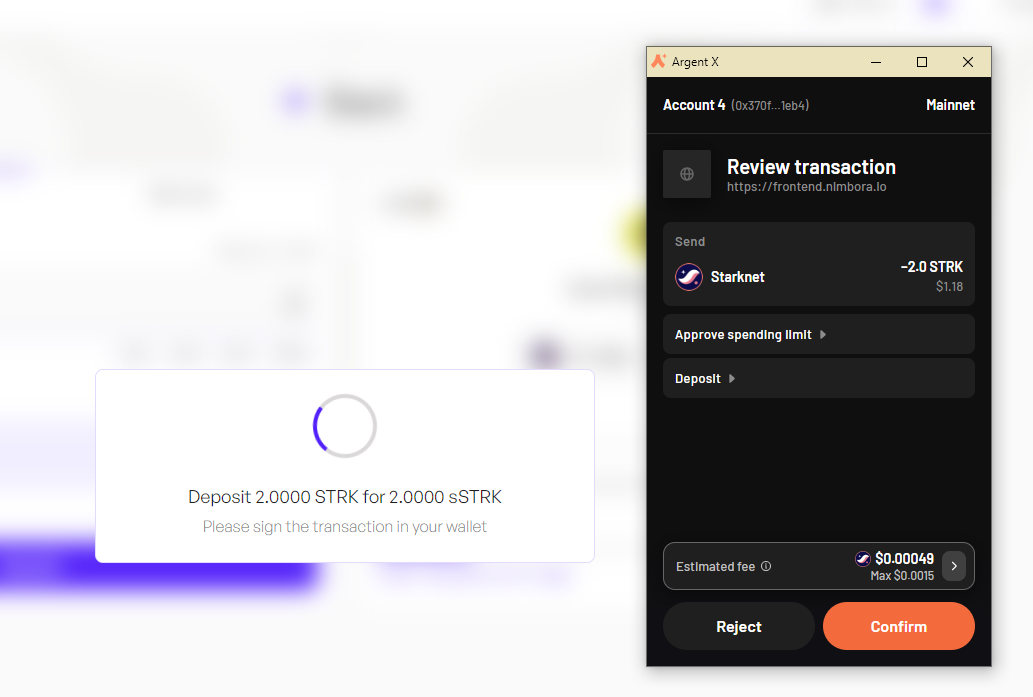 Argent X
Account 4 (0x370f...1eb4) Mainnet
Review transaction
https://frontend.nimbora.io
Send
Starknet
-2.0 STRK
$1.18
Approve spending limit
Deposit
Estimated fee
$0.00049
Max $0.0015
Reject
Confirm
Deposit 2.0000 STRK for 2.0000 sSTRK
Please sign the transaction in your wallet